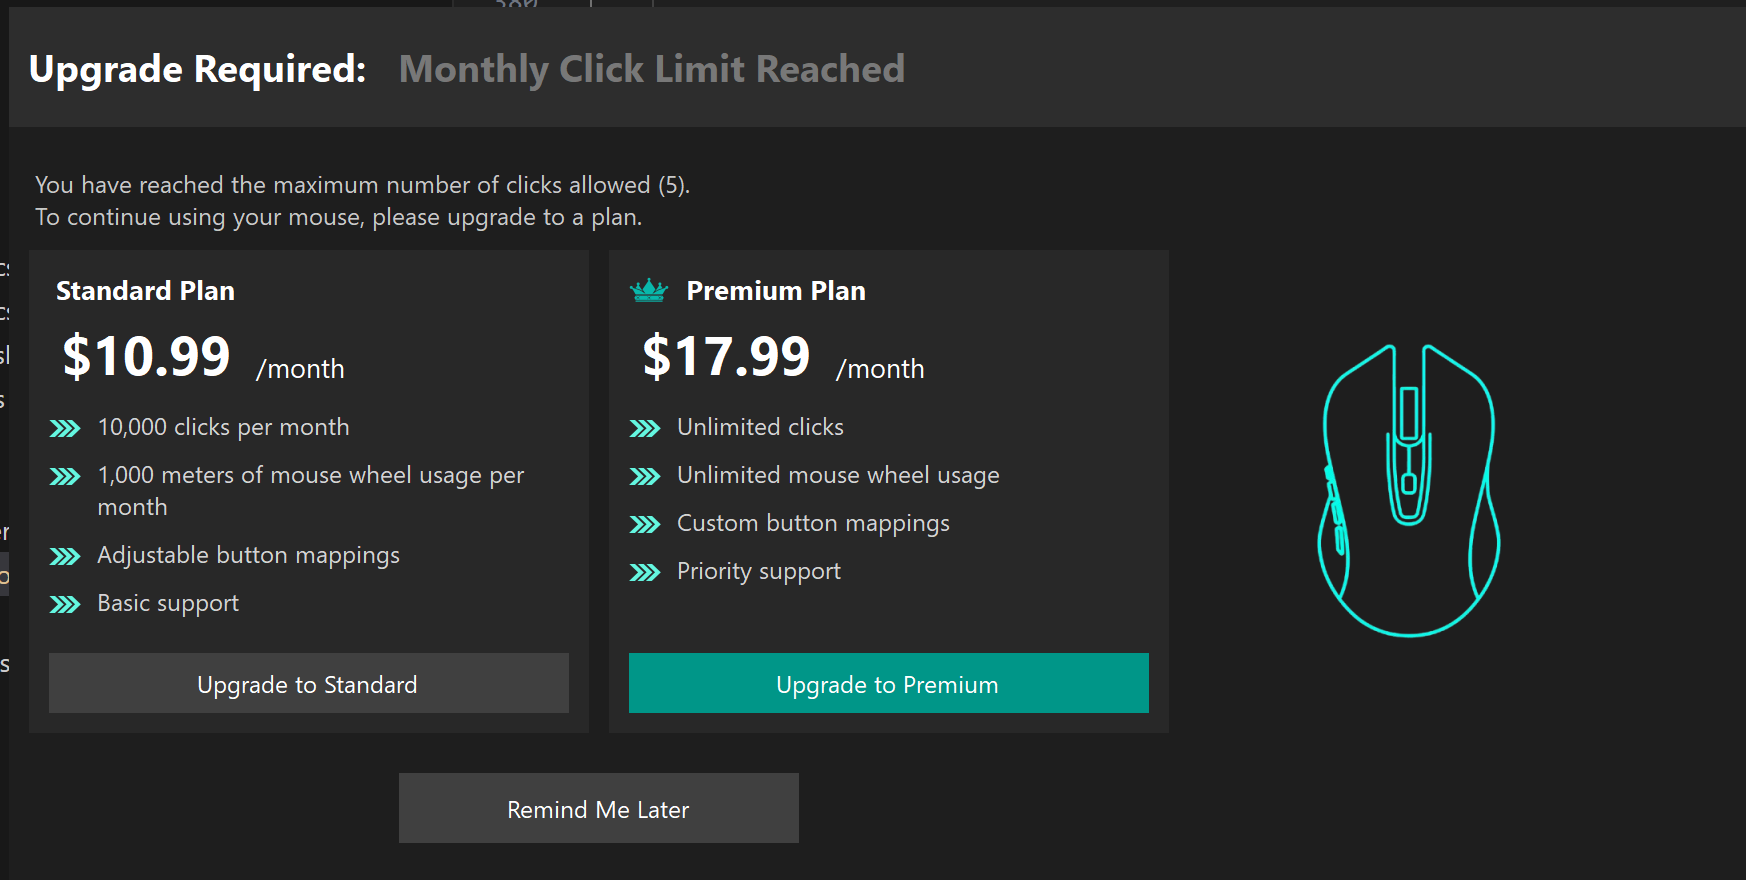 Upgrade Required: Monthly Click Limit Reached
You have reached the maximum number of clicks allowed (5).
To continue using your mouse, please upgrade to a plan.
Standard Plan
$10.99 /month
10,000 clicks per month
1,000 meters of mouse wheel usage per
month
Adjustable button mappings
Basic support
Upgrade to Standard
Premium Plan
$17.99 /month
Unlimited clicks
Unlimited mouse wheel usage
Custom button mappings
Priority support
Upgrade to Premium
Remind Me Later